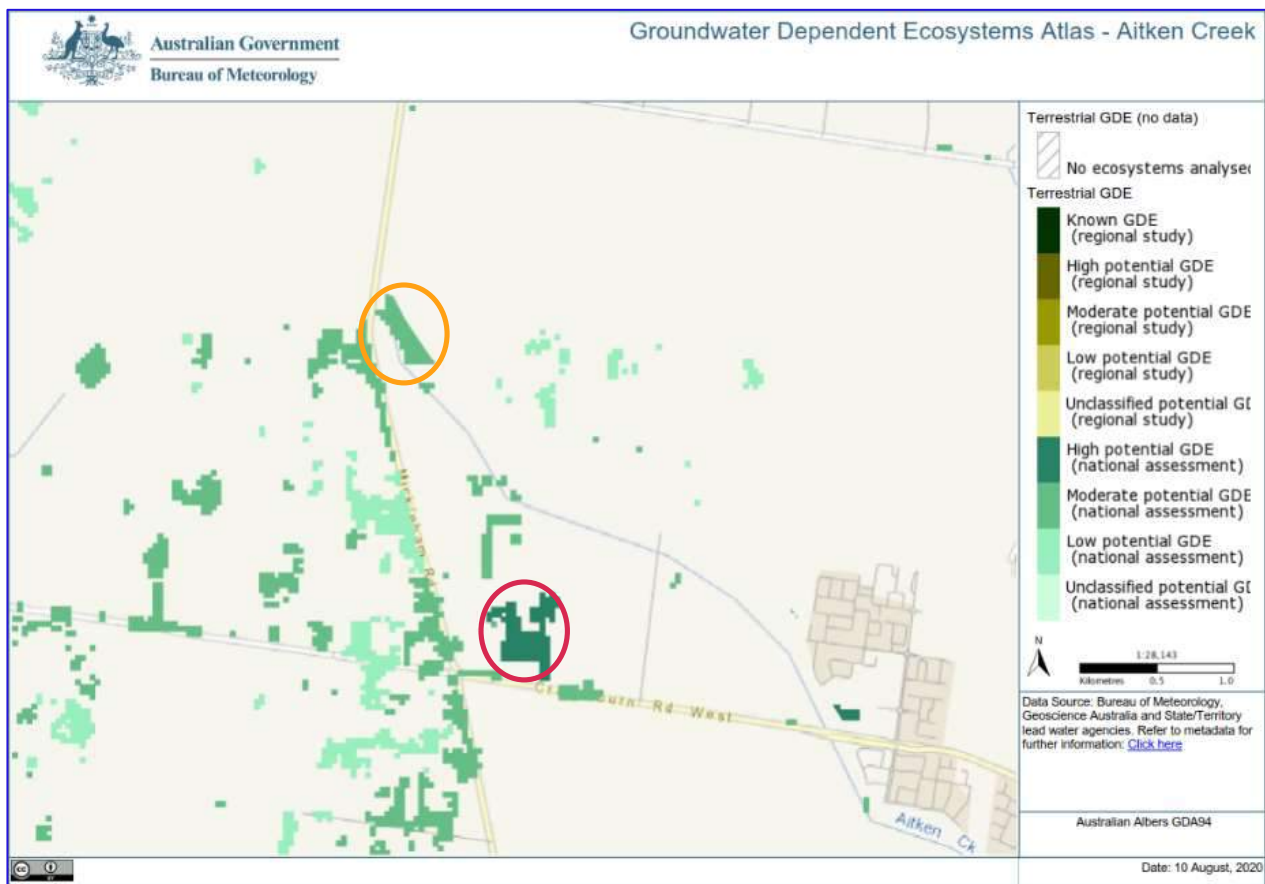 Australian Government
Bureau of Meteorology
Groundwater Dependent Ecosystems Atlas - Aitken Creek
Terrestrial GDE (no data)
No ecosystems analysed
Terrestrial GDE
Known GDE
(regional study)
High potential GDE
(regional study)
Moderate potential GDE
(regional study)
Low potential GDE
(regional study)
Unclassified potential GD
(regional study)
High potential GDE
(national assessment)
Moderate potential GDE
(national assessment)
Low potential GDE
(national assessment)
Unclassified potential GD
(national assessment)
N
1:28,143
Kilometres 0.5 1.0
Data Source: Bureau of Meteorology,
Geoscience Australia and State/Territory
lead water agencies. Refer to metadata for
further information: Click here
Australian Albers GDA94
Date: 10 August, 2020
Mickleham Rd
Rd West
Aitken Ck
cc
BY